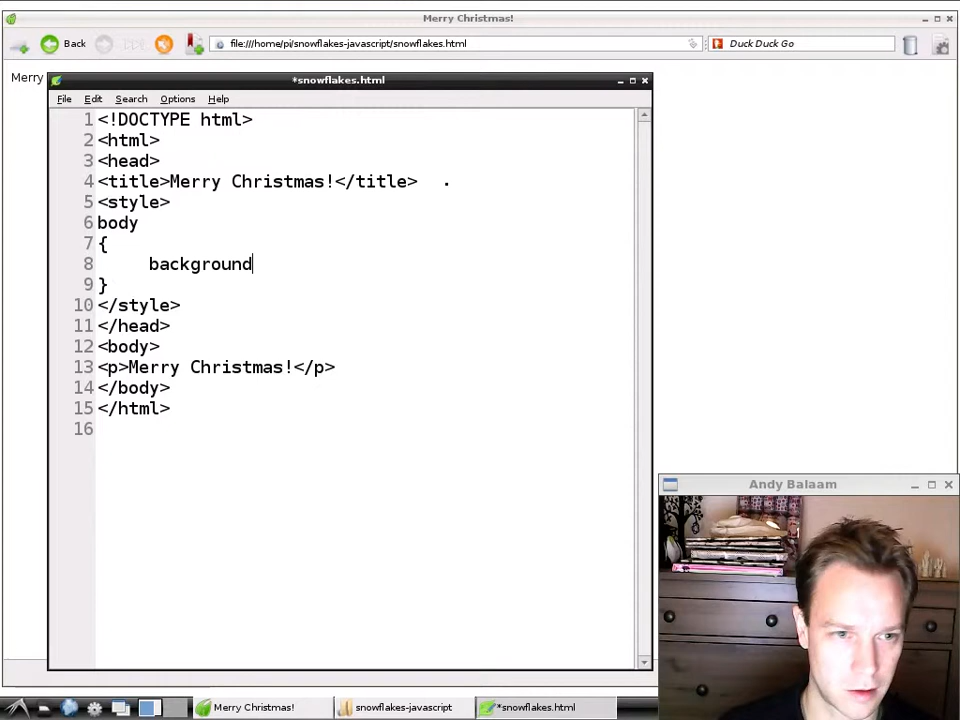 Merry Christmas!
Back
file:///home/pi/snowflakes-javascript/snowflakes.html
Duck Duck Go
Merry
*snowflakes.html
File Edit Search Options Help
1 <!DOCTYPE html>
2 <html>
3 <head>
4 <title>Merry Christmas!</title>
5 <style>
6 body
7 {
8 background
9 }
10 </style>
11 </head>
12 <body>
13 <p>Merry Christmas!</p>
14 </body>
15 </html>
16
Andy Balaam
Merry Christmas! snowflakes-javascript *snowflakes.html